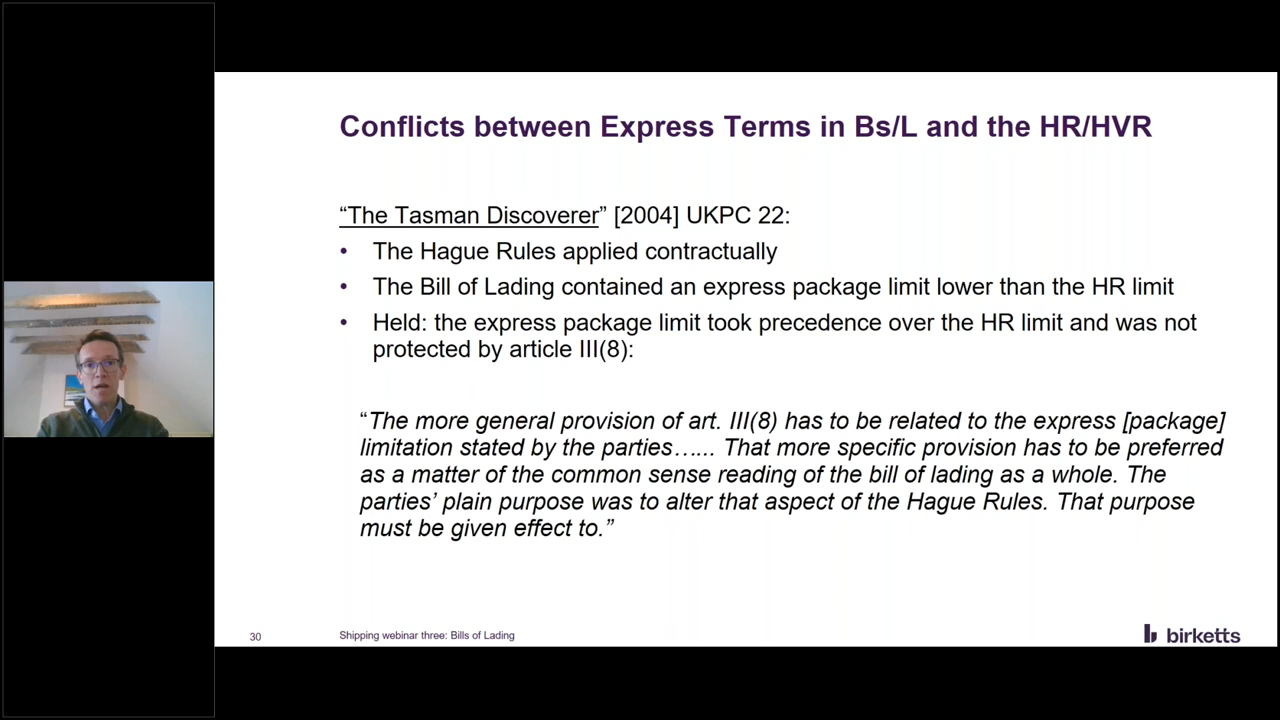 Conflicts between Express Terms in Bs/L and the HR/HVR
“The Tasman Discoverer” [2004] UKPC 22:
• The Hague Rules applied contractually
• The Bill of Lading contained an express package limit lower than the HR limit
• Held: the express package limit took precedence over the HR limit and was not
protected by article III(8):
“The more general provision of art. III(8) has to be related to the express [package]
limitation stated by the parties…... That more specific provision has to be preferred
as a matter of the common sense reading of the bill of lading as a whole. The
parties’ plain purpose was to alter that aspect of the Hague Rules. That purpose
must be given effect to.”
30
Shipping webinar three: Bills of Lading
birketts